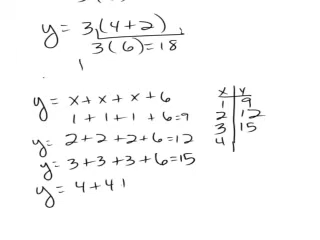 y = 3(4+2)
3(6)=18
y = x+x+x+6
1+1+1+6=9
y = 2+2+2+6=12
y = 3+3+3+6=15
y = 4+4 1
x y
1 9
2 12
3 15
4